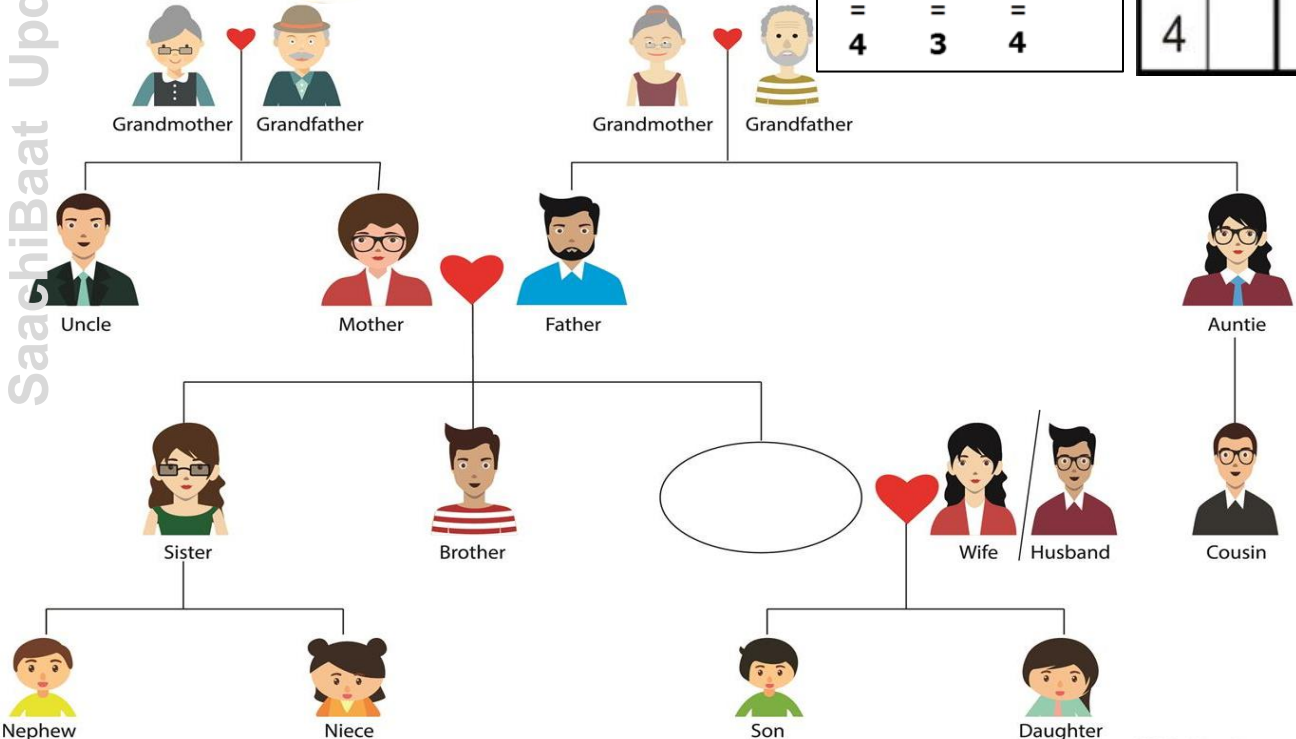 = = =
4 3 4
4
Grandmother Grandfather
Grandmother Grandfather
Uncle
Mother
Father
Auntie
Sister
Brother
Wife
Husband
Cousin
Nephew
Niece
Son
Daughter
SaachiBaat